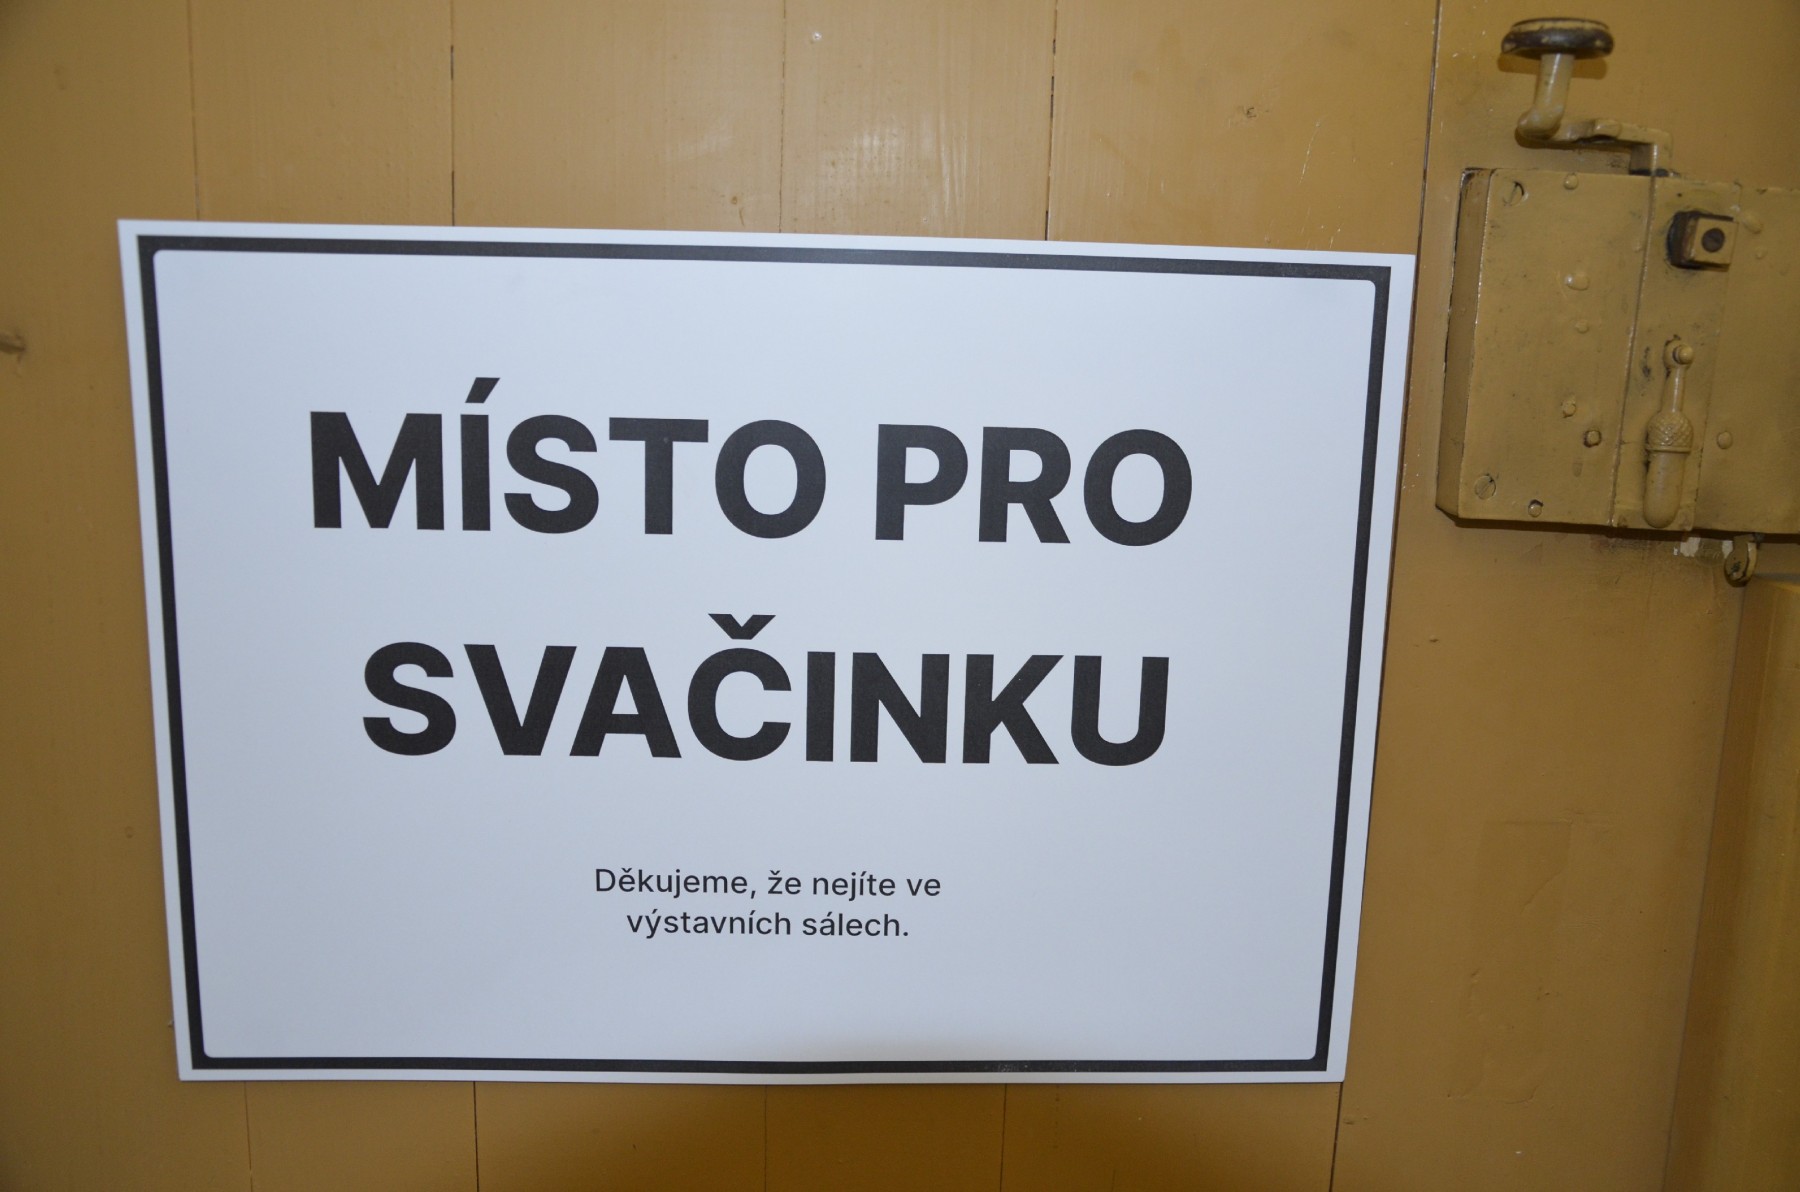 MÍSTO PRO
SVAČINKU
Děkujeme, že nejíte ve
výstavních sálech.